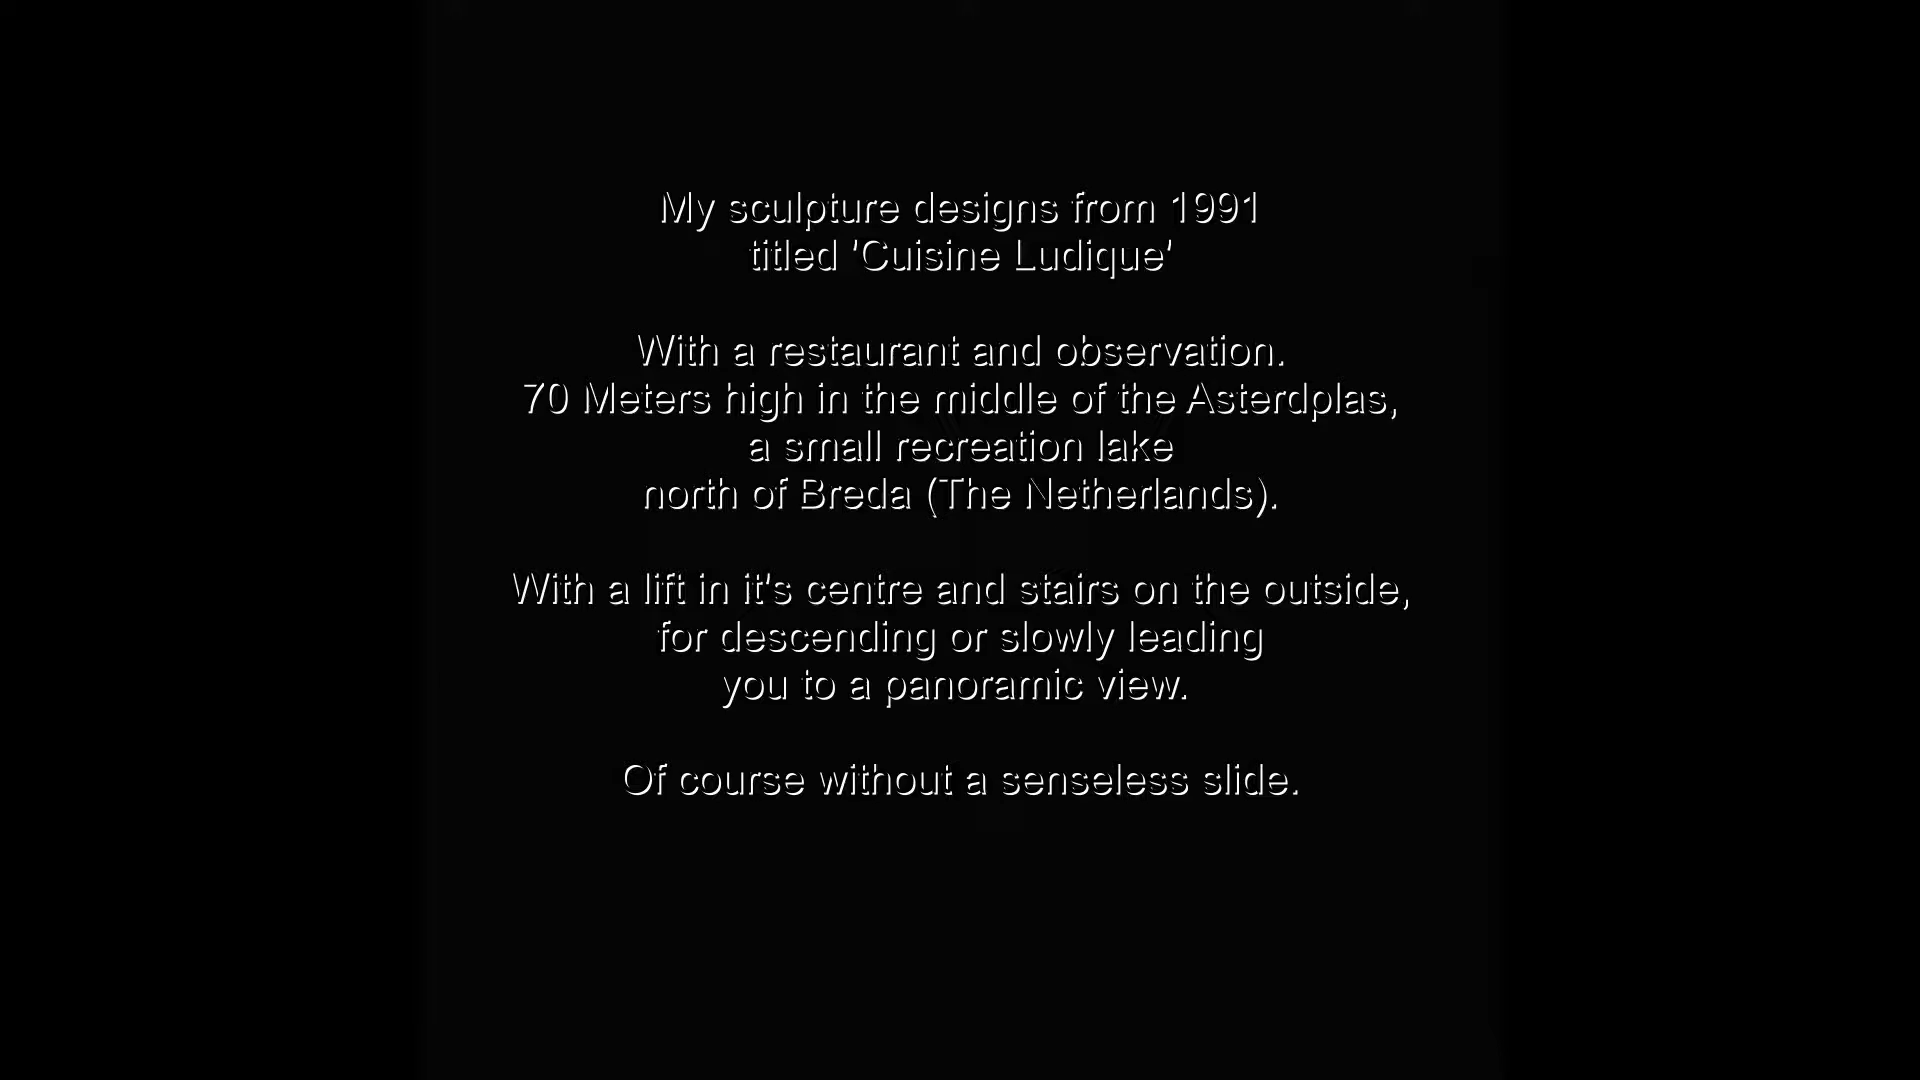 My sculpture designs from 1991
titled 'Cuisine Ludique'
With a restaurant and observation.
70 Meters high in the middle of the Asterdplas,
a small recreation lake
north of Breda (The Netherlands).
With a lift in it's centre and stairs on the outside,
for descending or slowly leading
you to a panoramic view.
Of course without a senseless slide.